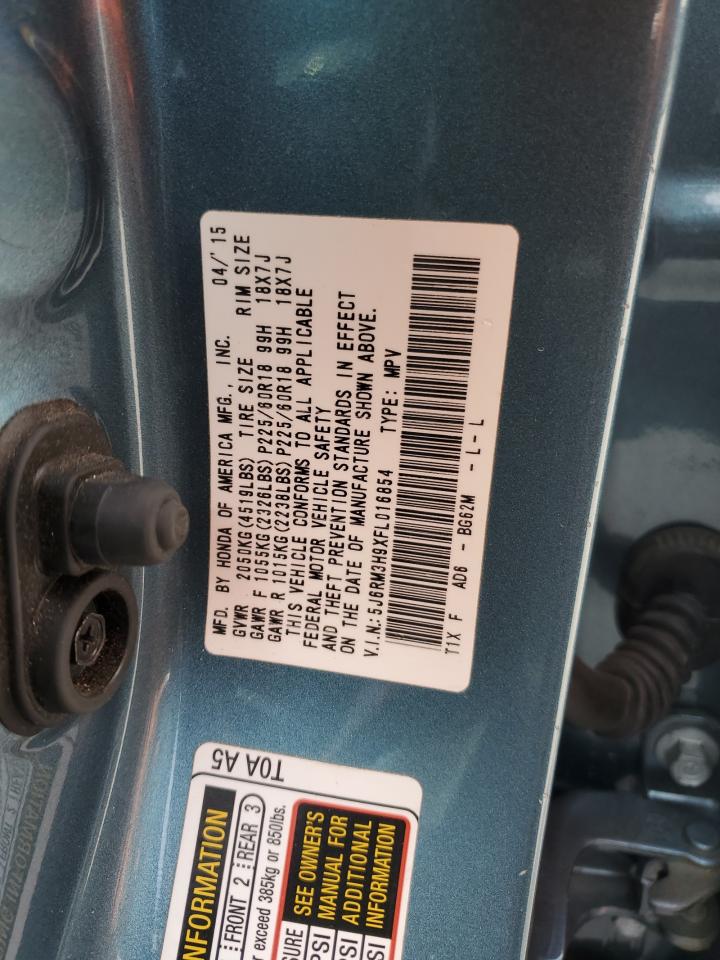 MFD. BY HONDA OF AMERICA MFG., INC. 04/'15
GVWR 2050KG(4519LBS) TIRE SIZE RIM SIZE
GAWR F 1055KG(2326LBS) P225/60R18 99H 18X7J
GAWR R 1015KG(2238LBS) P225/60R18 99H 18X7J
THIS VEHICLE CONFORMS TO ALL APPLICABLE
FEDERAL MOTOR VEHICLE SAFETY
AND THEFT PREVENTION STANDARDS IN EFFECT
ON THE DATE OF MANUFACTURE SHOWN ABOVE.
V.I.N.:5J6RM3H9XFL016854 TYPE: MPV
T1X F AD6 - BG62M - L- L
T0A A5
NFORMATION
FRONT 2 REAR 3
exceed 385kg or 850lbs.
SEE OWNER'S
MANUAL FOR
ADDITIONAL
INFORMATION
PSI
PSI